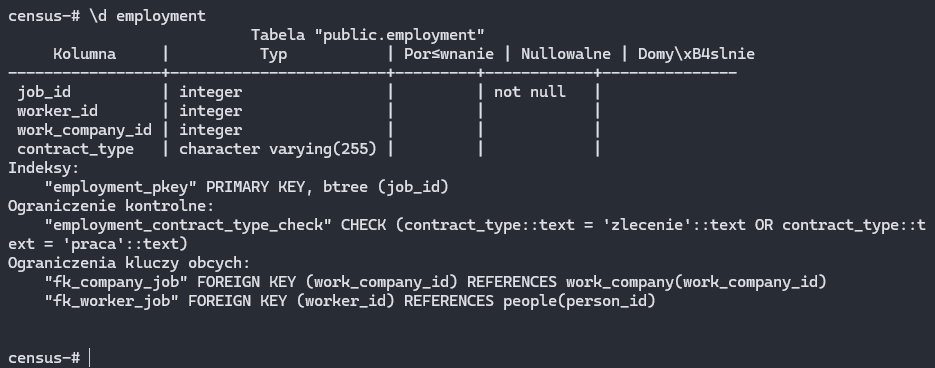 census-# \d employment
Tabela "public.employment"
Kolumna | Typ | Por≤wnanie | Nullowalne | Domy\xB4slnie
-----------------+------------------------+---------+------------+---------------
job_id | integer | | not null |
worker_id | integer | | |
work_company_id | integer | | |
contract_type | character varying(255) | | |
Indeksy:
"employment_pkey" PRIMARY KEY, btree (job_id)
Ograniczenie kontrolne:
"employment_contract_type_check" CHECK (contract_type::text = 'zlecenie'::text OR contract_type::t
ext = 'praca'::text)
Ograniczenia kluczy obcych:
"fk_company_job" FOREIGN KEY (work_company_id) REFERENCES work_company(work_company_id)
"fk_worker_job" FOREIGN KEY (worker_id) REFERENCES people(person_id)
census-#